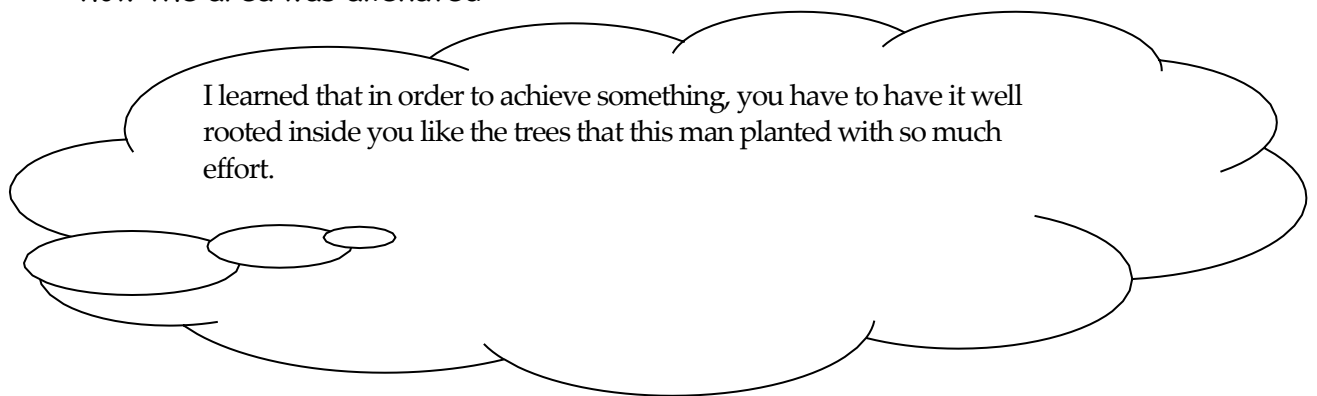 I learned that in order to achieve something, you have to have it well
rooted inside you like the trees that this man planted with so much
effort.